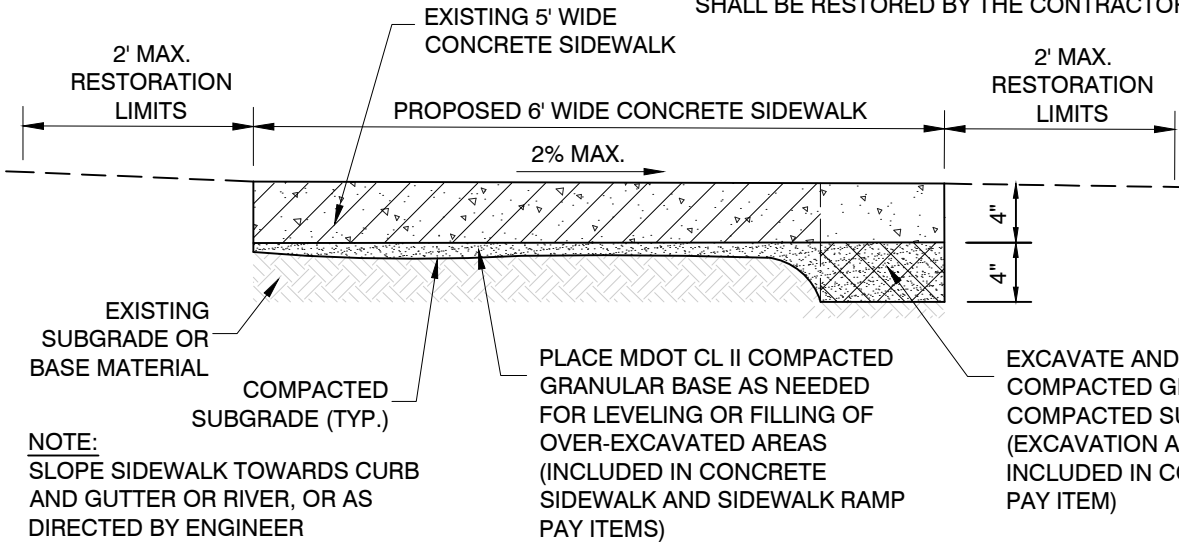 SHALL BE RESTORED BY THE CONTRACTOR
EXISTING 5' WIDE
CONCRETE SIDEWALK
2' MAX.
RESTORATION
LIMITS
PROPOSED 6' WIDE CONCRETE SIDEWALK
2' MAX.
RESTORATION
LIMITS
2% MAX.
4"
4"
EXISTING
SUBGRADE OR
BASE MATERIAL
COMPACTED
SUBGRADE (TYP.)
PLACE MDOT CL II COMPACTED
GRANULAR BASE AS NEEDED
FOR LEVELING OR FILLING OF
OVER-EXCAVATED AREAS
(INCLUDED IN CONCRETE
SIDEWALK AND SIDEWALK RAMP
PAY ITEMS)
EXCAVATE AND
COMPACTED
COMPACTED
(EXCAVATION
INCLUDED IN
PAY ITEM)
NOTE:
SLOPE SIDEWALK TOWARDS CURB
AND GUTTER OR RIVER, OR AS
DIRECTED BY ENGINEER